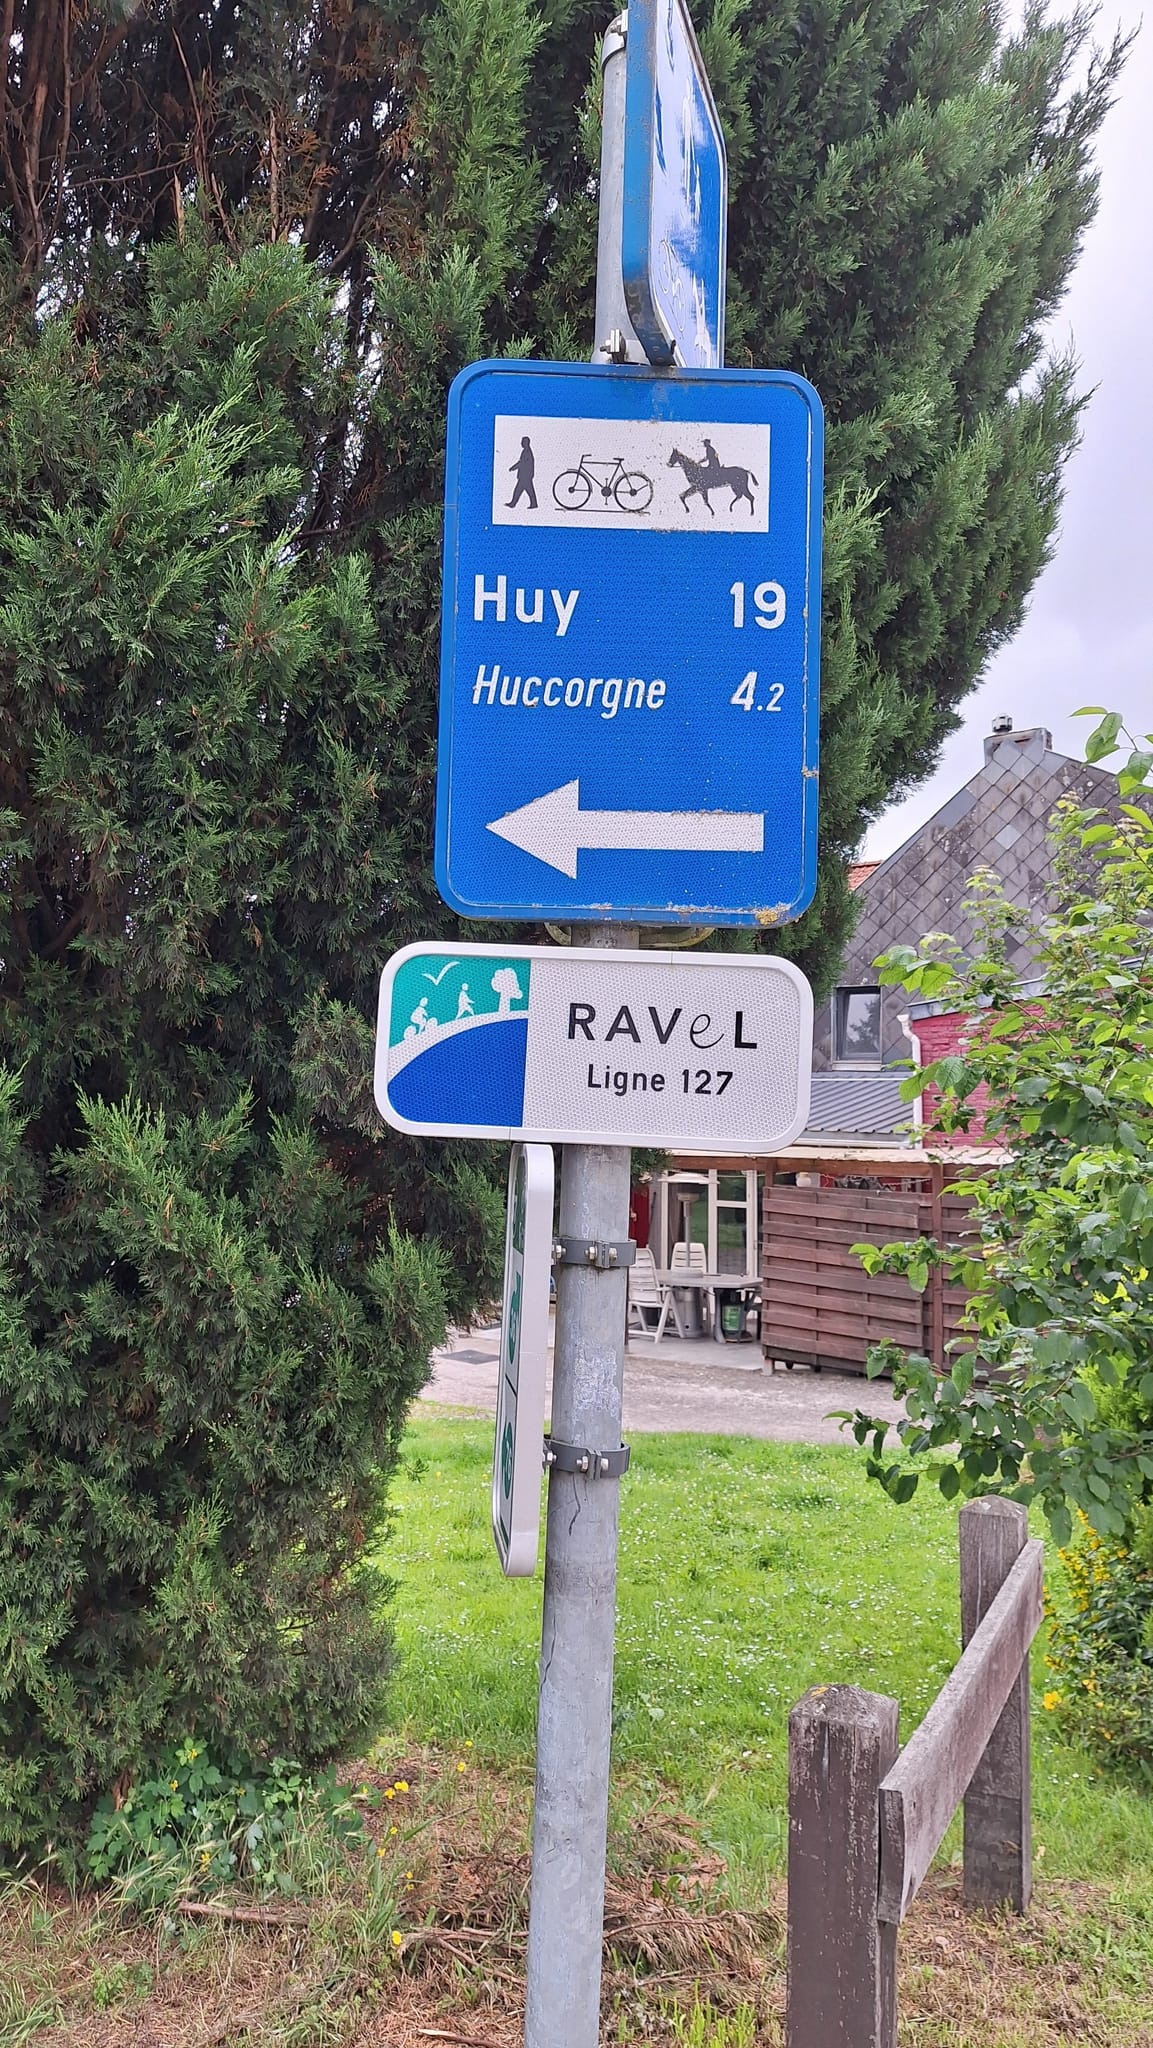 Huy 19
Huccorgne 4.2
RAVeL
Ligne 127